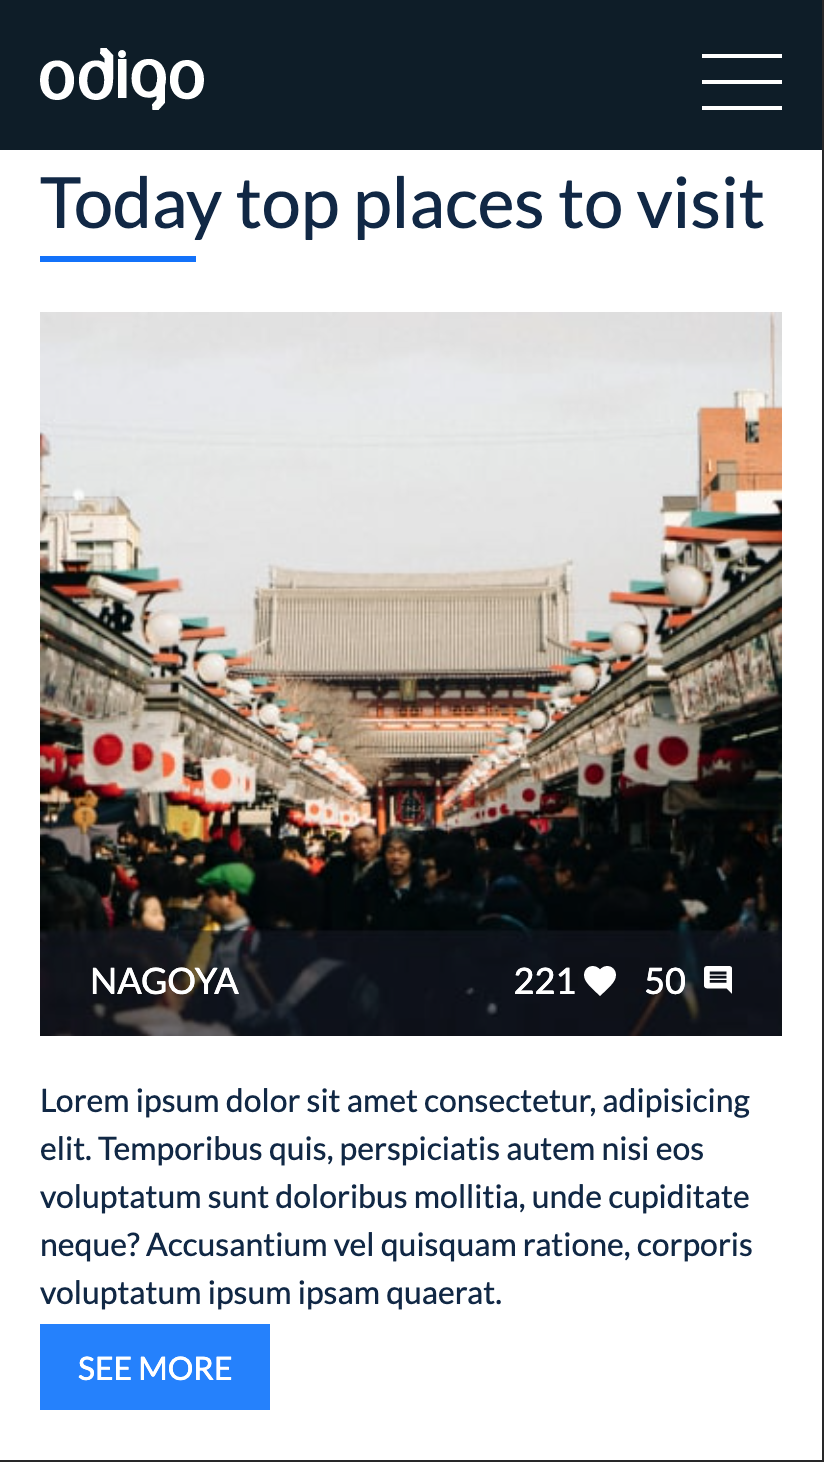 odigo
Today top places to visit
NAGOYA 221 50
Lorem ipsum dolor sit amet consectetur, adipisicing
elit. Temporibus quis, perspiciatis autem nisi eos
voluptatum sunt doloribus mollitia, unde cupiditate
neque? Accusantium vel quisquam ratione, corporis
voluptatum ipsum ipsam quaerat.
SEE MORE